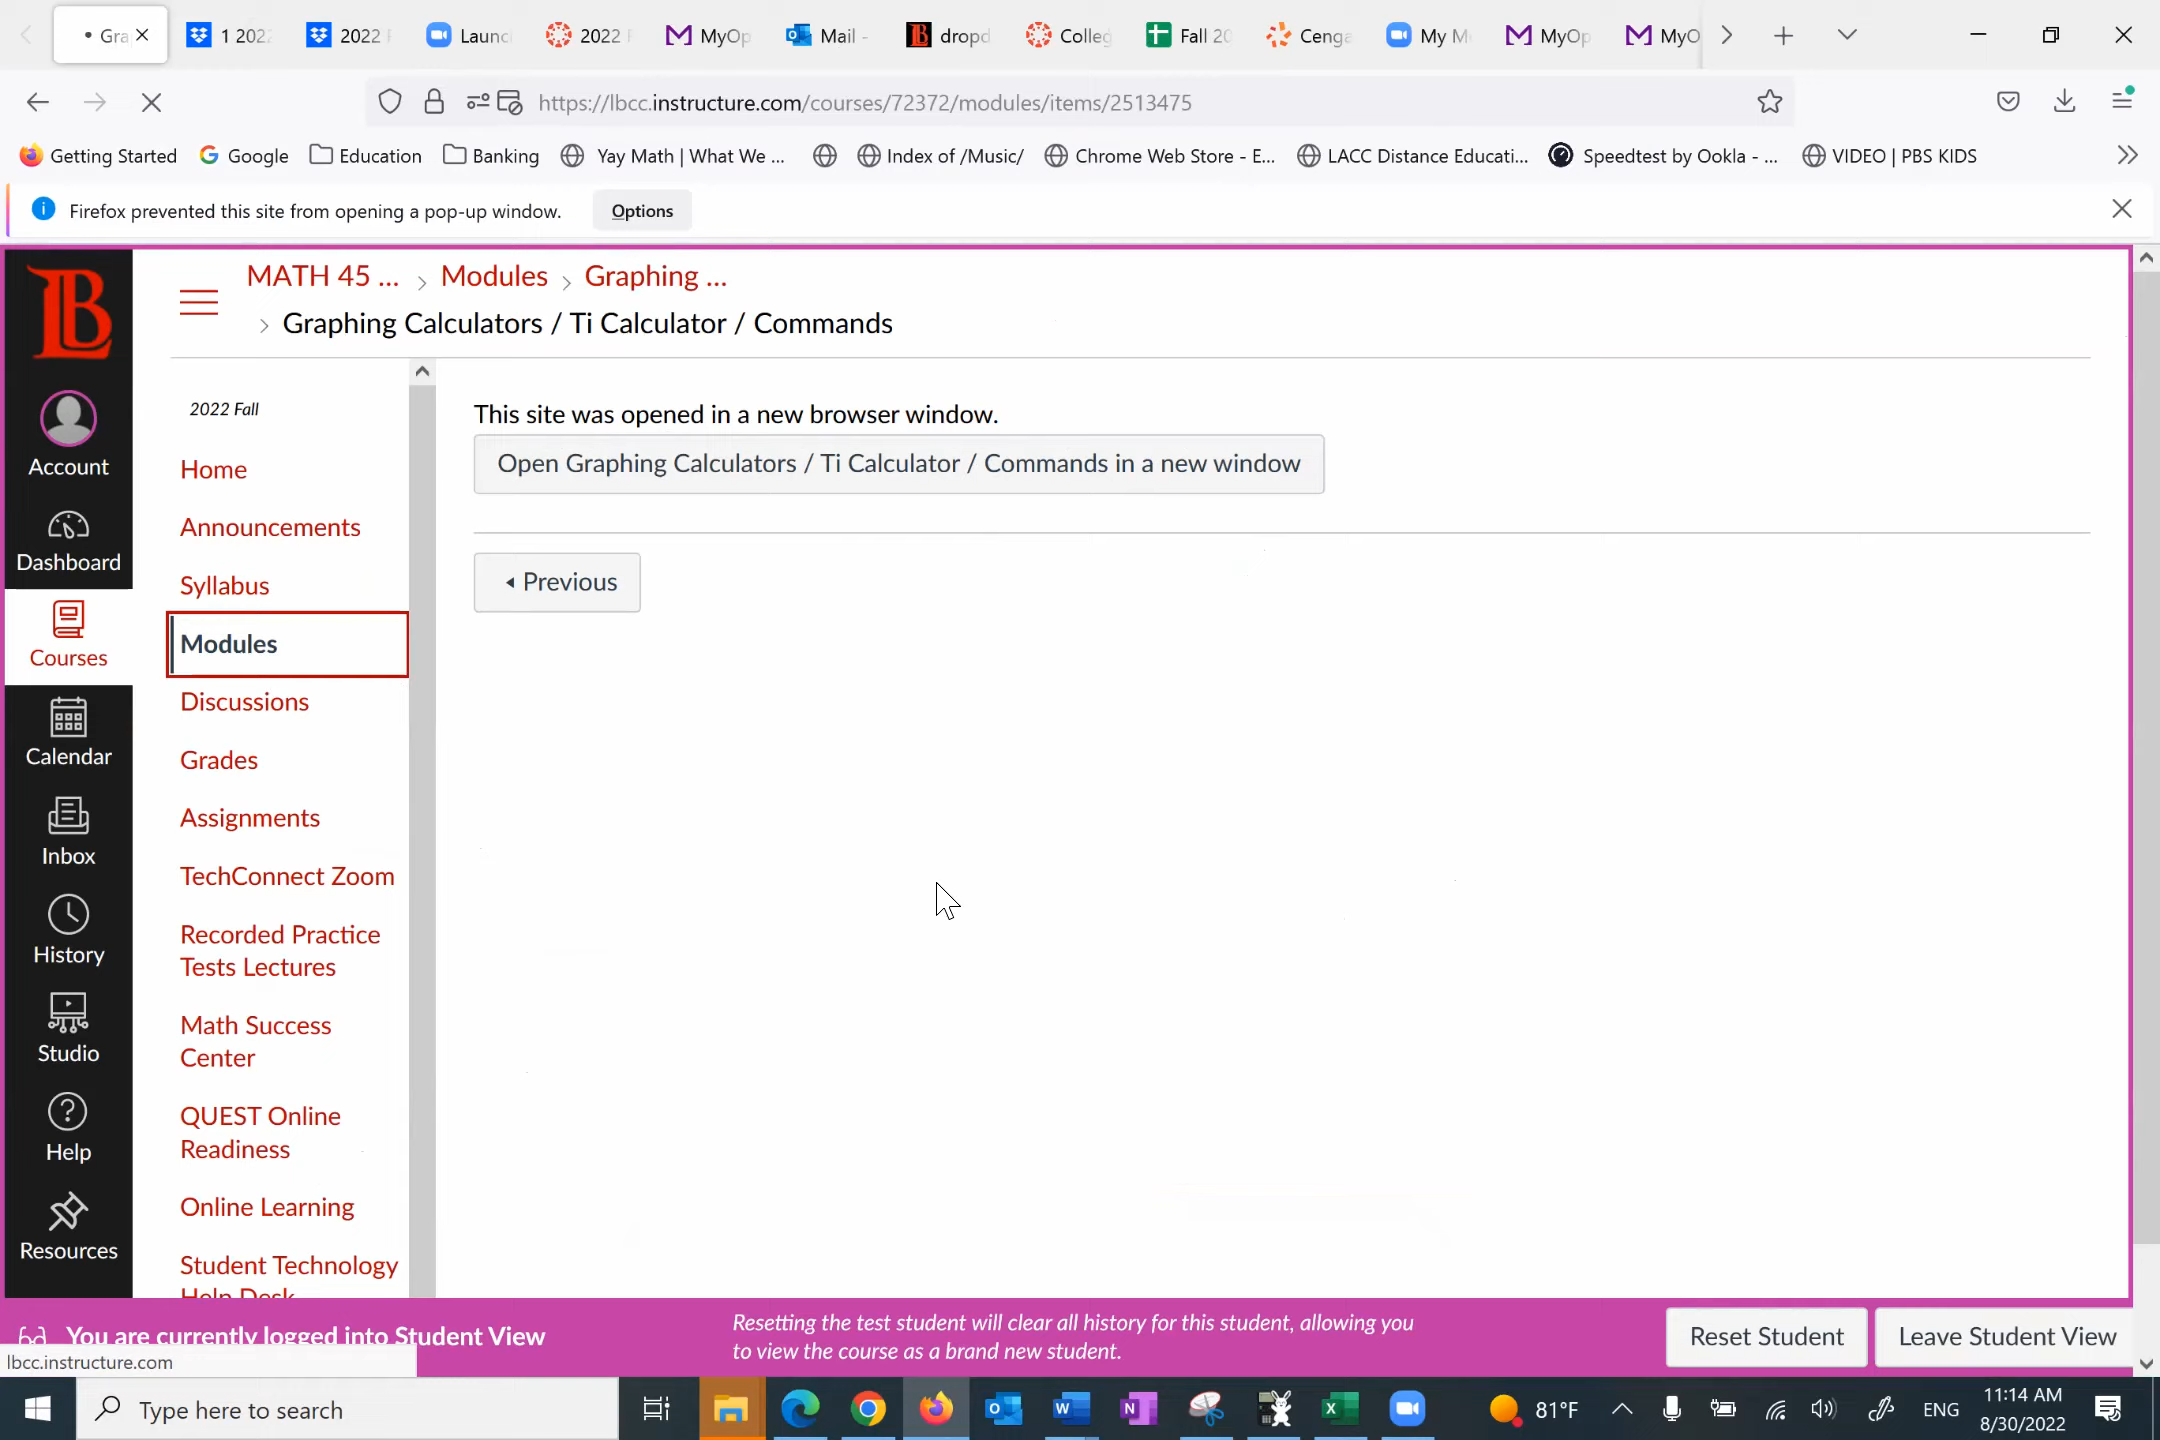 Gra
1 2022
2022 F
Launc
2022 F
MyOp
Mail -
dropd
Colleg
Fall 20
Cenga
My M
MyOp
MyO
https://lbcc.instructure.com/courses/72372/modules/items/2513475
Getting Started
Google
Education
Banking
Yay Math | What We ...
Index of /Music/
Chrome Web Store - E...
LACC Distance Educati...
Speedtest by Ookla - ...
VIDEO | PBS KIDS
Firefox prevented this site from opening a pop-up window.
Options
MATH 45 ... > Modules > Graphing ...
> Graphing Calculators / Ti Calculator / Commands
Account
Dashboard
Courses
Calendar
Inbox
History
Studio
Help
Resources
2022 Fall
Home
Announcements
Syllabus
Modules
Discussions
Grades
Assignments
TechConnect Zoom
Recorded Practice
Tests Lectures
Math Success
Center
QUEST Online
Readiness
Online Learning
Student Technology
Help Desk
This site was opened in a new browser window.
Open Graphing Calculators / Ti Calculator / Commands in a new window
Previous
You are currently logged into Student View
Resetting the test student will clear all history for this student, allowing you
to view the course as a brand new student.
Reset Student
Leave Student View
lbcc.instructure.com
Type here to search
81°F
ENG
11:14 AM
8/30/2022